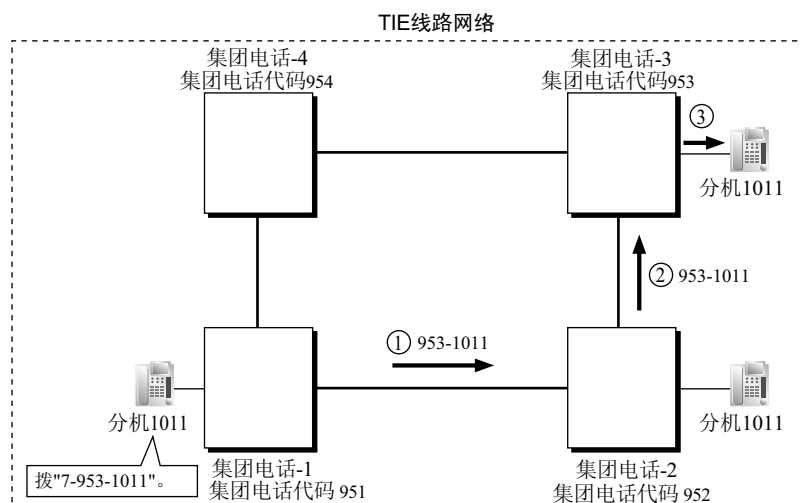 TIE线路网络
集团电话-4
集团电话代码954
集团电话-3
集团电话代码953
③
分机1011
② 953-1011
① 953-1011
分机1011
分机1011
拨"7-953-1011"。
集团电话-1
集团电话代码 951
集团电话-2
集团电话代码 952